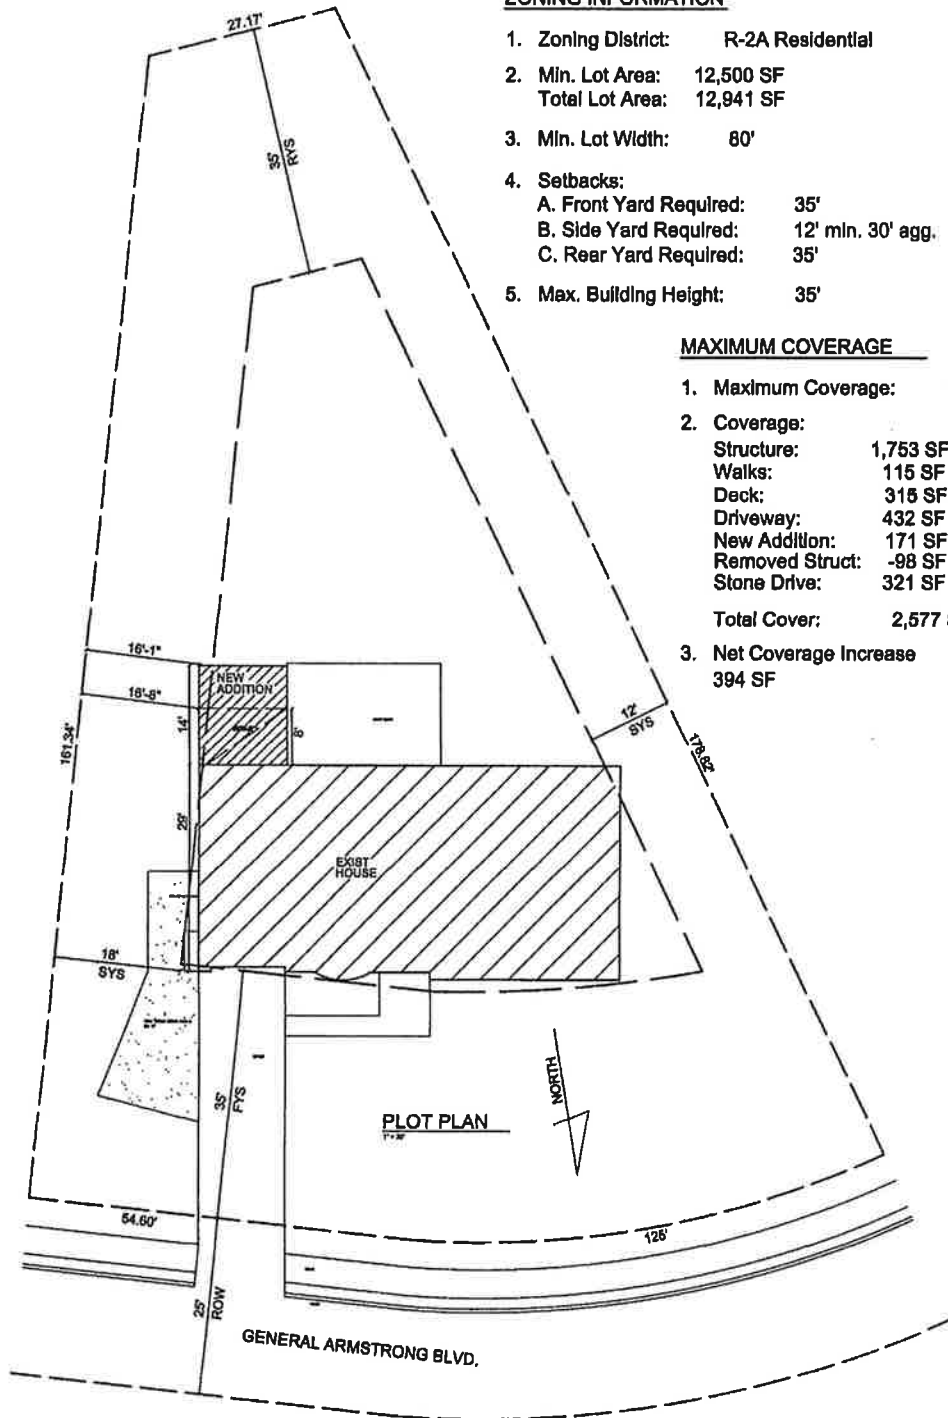 ZONING INFORMATION
1. Zoning District: R-2A Residential
2. Min. Lot Area: 12,500 SF
Total Lot Area: 12,941 SF
3. Min. Lot Width: 80'
4. Setbacks:
A. Front Yard Required: 35'
B. Side Yard Required: 12' min. 30' agg.
C. Rear Yard Required: 35'
5. Max. Building Height: 35'
MAXIMUM COVERAGE
1. Maximum Coverage:
2. Coverage:
Structure: 1,753 SF
Walks: 115 SF
Deck: 315 SF
Driveway: 432 SF
New Addition: 171 SF
Removed Struct: -98 SF
Stone Drive: 321 SF
Total Cover: 2,577
3. Net Coverage Increase
394 SF
27.17'
35'
RYS
16'-1"
16'-8"
NEW
ADDITION
14'
8'
161.34'
12'
SYS
178.62'
29'
EXIST
HOUSE
18'
SYS
35'
FYS
NORTH
PLOT PLAN
54.60'
125'
25'
ROW
GENERAL ARMSTRONG BLVD.